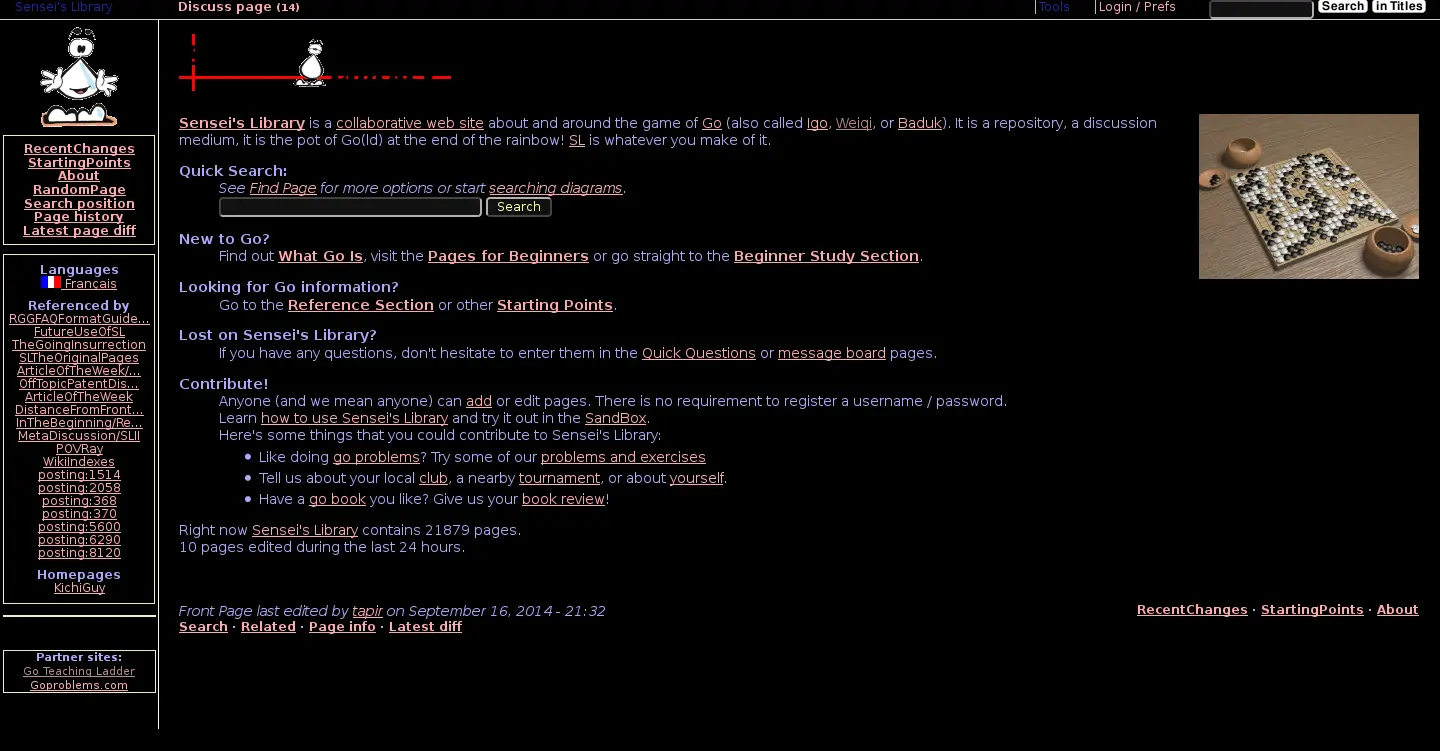 Sensei's Library
Discuss page (14)
Tools
Login / Prefs
Search
in Titles
RecentChanges
StartingPoints
About
RandomPage
Search position
Page history
Latest page diff
Languages
Français
Referenced by
RGGFAQFormatGuide...
FutureUseOfSL
TheGoingInsurrection
SLTheOriginalPages
ArticleOfTheWeek/...
OffTopicPatentDis...
ArticleOfTheWeek
DistanceFromFront...
InTheBeginning/Re...
MetaDiscussion/SLII
POVRay
WikiIndexes
posting:1514
posting:2058
posting:368
posting:370
posting:5600
posting:6290
posting:8120
Homepages
KichiGuy
Partner sites:
Go Teaching Ladder
Goproblems.com
Sensei's Library is a collaborative web site about and around the game of Go (also called Igo, Weiqi, or Baduk). It is a repository, a discussion
medium, it is the pot of Go(ld) at the end of the rainbow! SL is whatever you make of it.
Quick Search:
See Find Page for more options or start searching diagrams.
Search
New to Go?
Find out What Go Is, visit the Pages for Beginners or go straight to the Beginner Study Section.
Looking for Go information?
Go to the Reference Section or other Starting Points.
Lost on Sensei's Library?
If you have any questions, don't hesitate to enter them in the Quick Questions or message board pages.
Contribute!
Anyone (and we mean anyone) can add or edit pages. There is no requirement to register a username / password.
Learn how to use Sensei's Library and try it out in the SandBox.
Here's some things that you could contribute to Sensei's Library:
• Like doing go problems? Try some of our problems and exercises
• Tell us about your local club, a nearby tournament, or about yourself.
• Have a go book you like? Give us your book review!
Right now Sensei's Library contains 21879 pages.
10 pages edited during the last 24 hours.
Front Page last edited by tapir on September 16, 2014 - 21:32
Search · Related · Page info · Latest diff
RecentChanges · StartingPoints · About